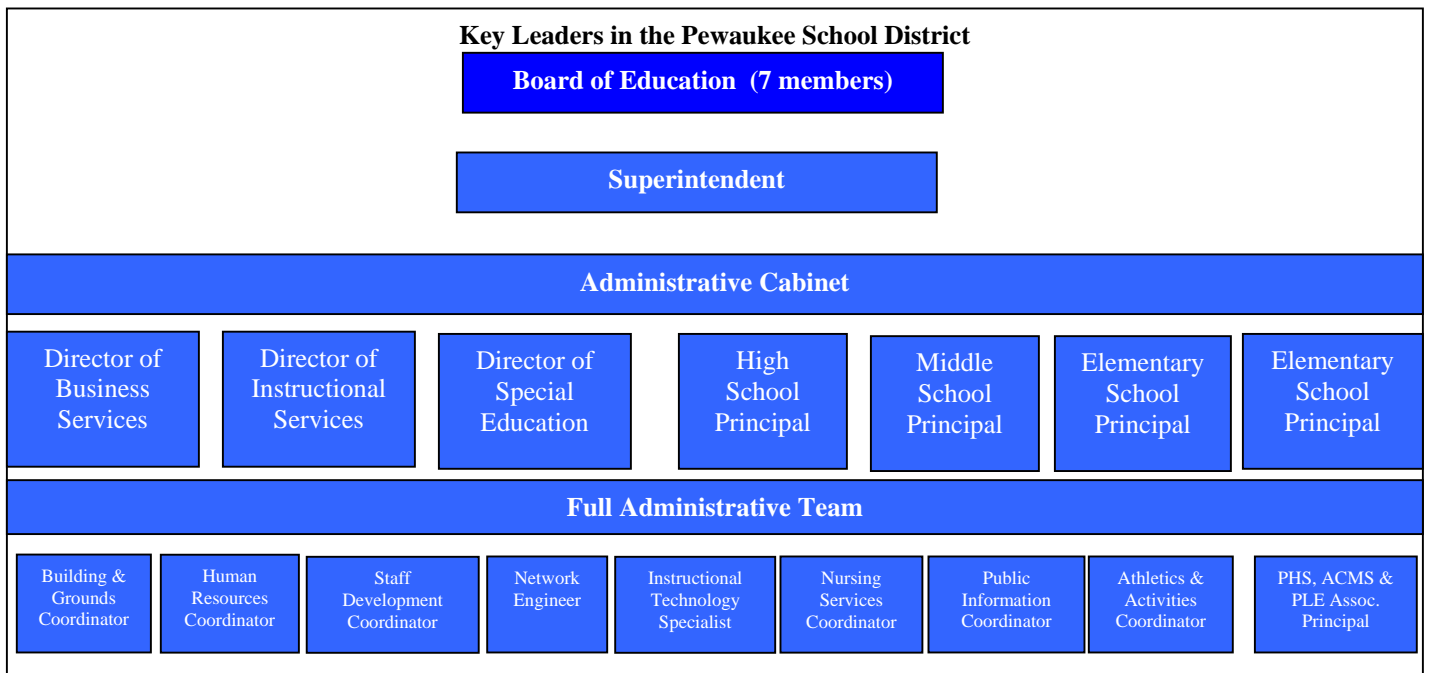 Key Leaders in the Pewaukee School District
Board of Education (7 members)
Superintendent
Administrative Cabinet
Director of
Business
Services
Director of
Instructional
Services
Director of
Special
Education
High
School
Principal
Middle
School
Principal
Elementary
School
Principal
Elementary
School
Principal
Full Administrative Team
Building &
Grounds
Coordinator
Human
Resources
Coordinator
Staff
Development
Coordinator
Network
Engineer
Instructional
Technology
Specialist
Nursing
Services
Coordinator
Public
Information
Coordinator
Athletics &
Activities
Coordinator
PHS, ACMS &
PLE Assoc.
Principal